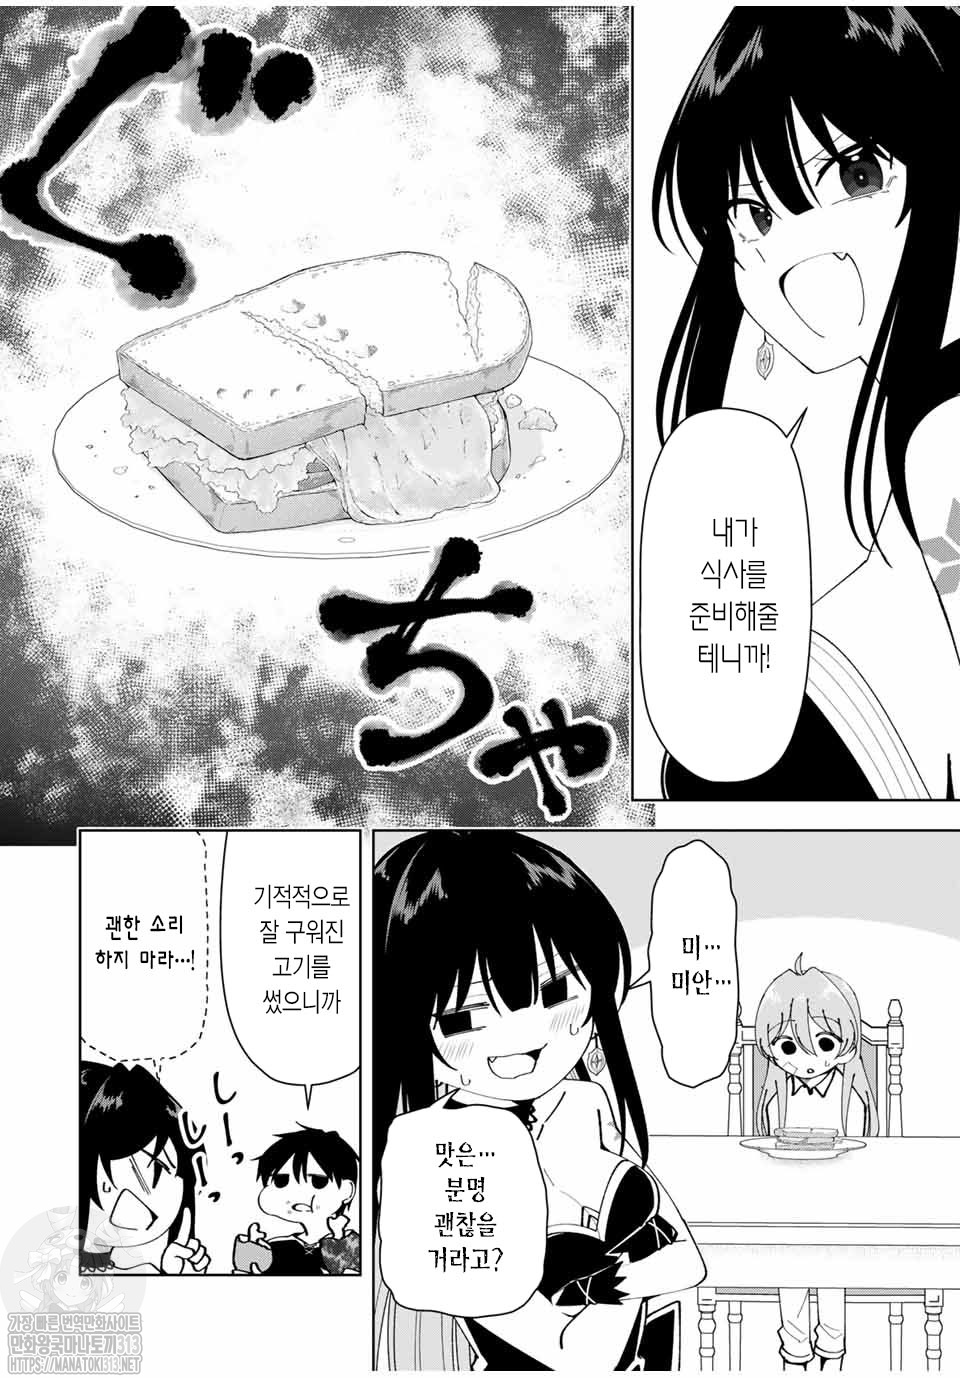 내가
식사를
준비해줄
테니까!
ぐ
ちゃ
미…
미안…
맛은…
분명
괜찮을
거라고?
기적적으로
잘 구워진
고기를
썼으니까
괜한 소리
하지 마라…!
しーっ
しーっ
가장 빠른 번역만화사이트
만화왕국마나토끼313
HTTPS://MANATOKI313.NET